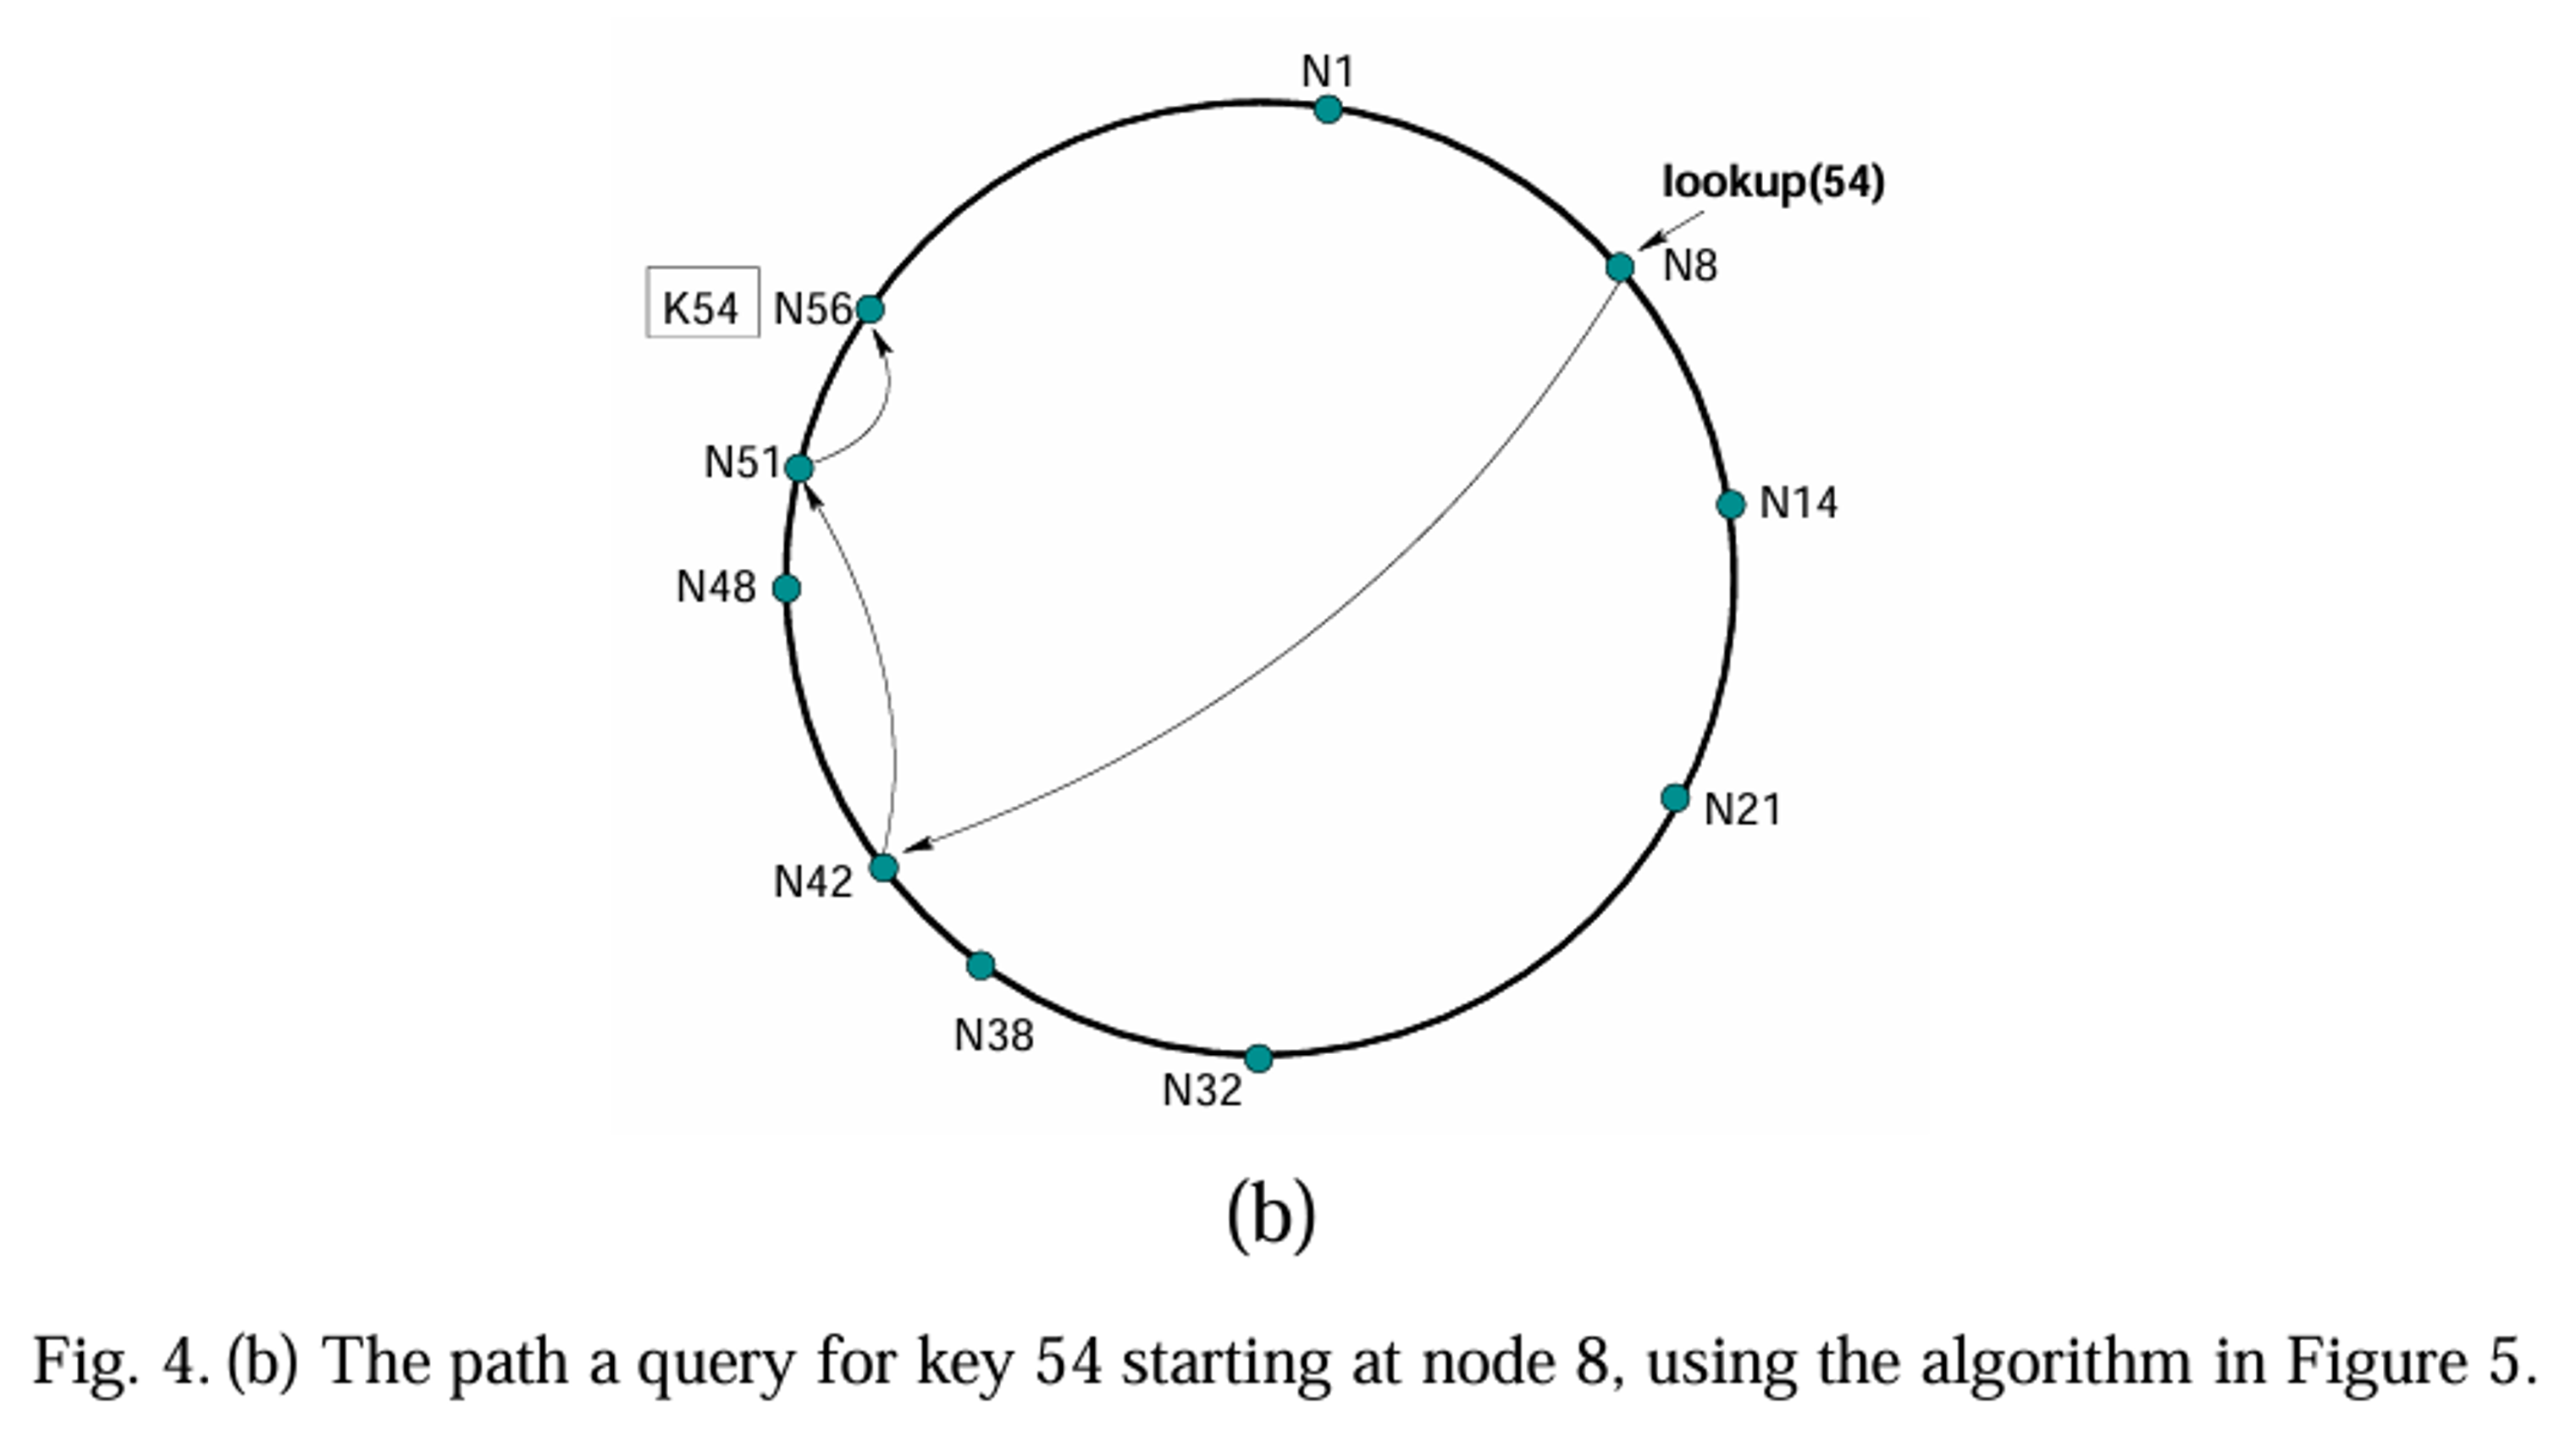 N1
lookup(54)
N8
K54 N56
N51
N14
N48
N21
N42
N38
N32
(b)
Fig. 4. (b) The path a query for key 54 starting at node 8, using the algorithm in Figure 5.